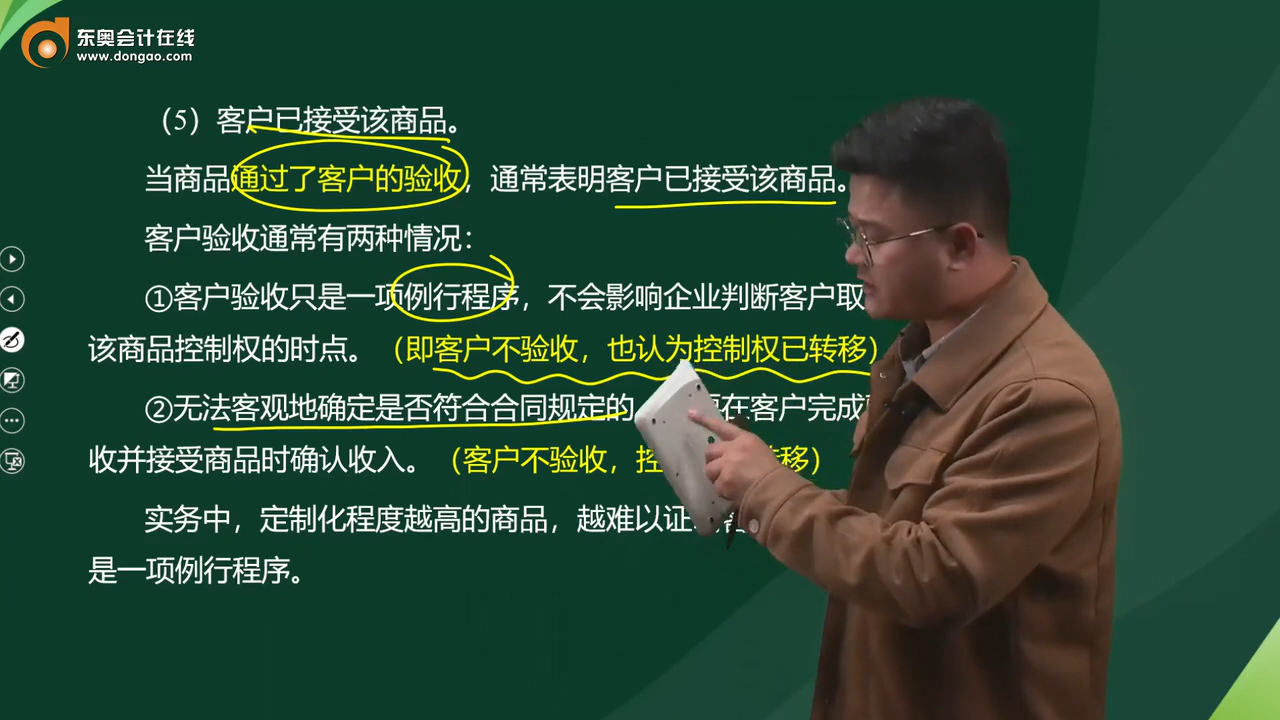 东奥会计在线
www.dongao.com
（5）客户已接受该商品。
当商品通过了客户的验收，通常表明客户已接受该商品。
客户验收通常有两种情况：
①客户验收只是一项例行程序，不会影响企业判断客户取
该商品控制权的时点。（即客户不验收，也认为控制权已转移）
②无法客观地确定是否符合合同规定的，在客户完成
收并接受商品时确认收入。（客户不验收，控 移）
实务中，定制化程度越高的商品，越难以证
是一项例行程序。